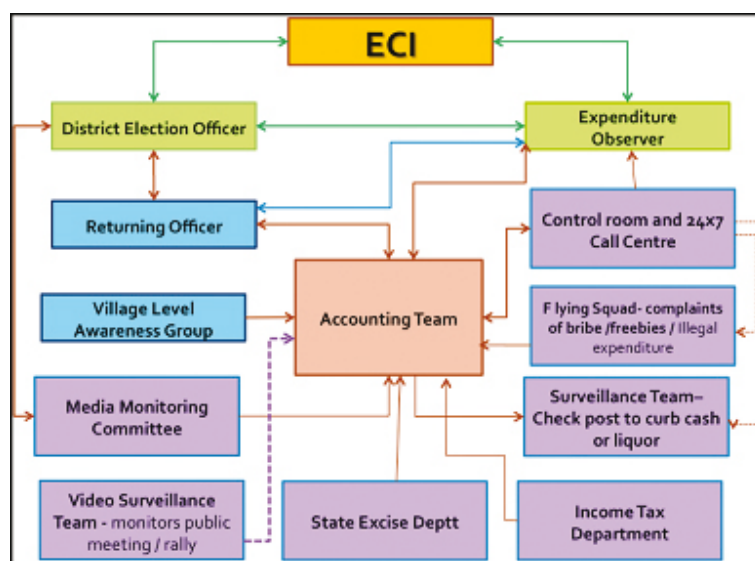 ECI
District Election Officer
Expenditure
Observer
Returning Officer
Control room and 24x7
Call Centre
Village Level
Awareness Group
Accounting Team
Flying Squad- complaints
of bribe /freebies / Illegal
expenditure
Media Monitoring
Committee
Surveillance Team–
Check post to curb cash
or liquor
Video Surveillance
Team - monitors public
meeting / rally
State Excise Deptt
Income Tax
Department